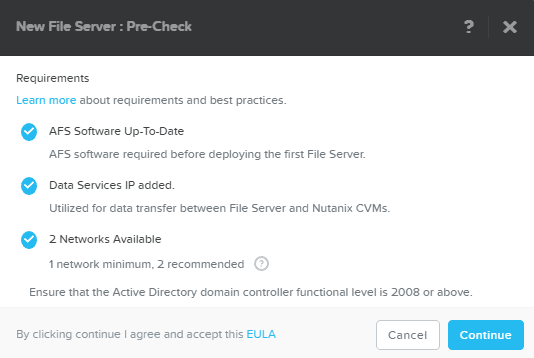 New File Server : Pre-Check
?
Requirements
Learn more about requirements and best practices.
AFS Software Up-To-Date
AFS software required before deploying the first File Server.
Data Services IP added.
Utilized for data transfer between File Server and Nutanix CVMs.
2 Networks Available
1 network minimum, 2 recommended ?
Ensure that the Active Directory domain controller functional level is 2008 or above.
By clicking continue I agree and accept this EULA
Cancel
Continue